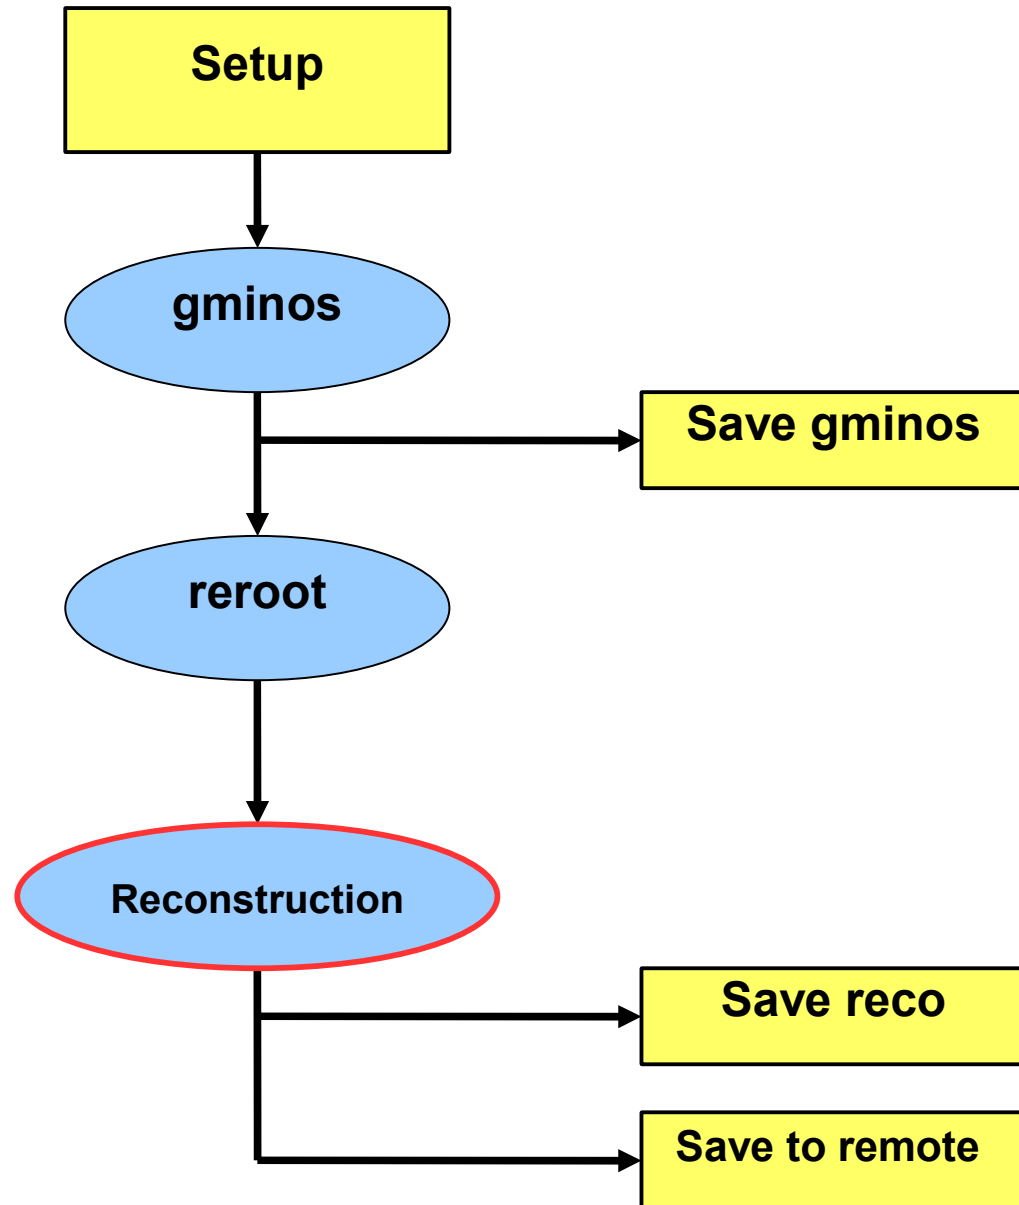 Setup
gminos
Save gminos
reroot
Reconstruction
Save reco
Save to remote